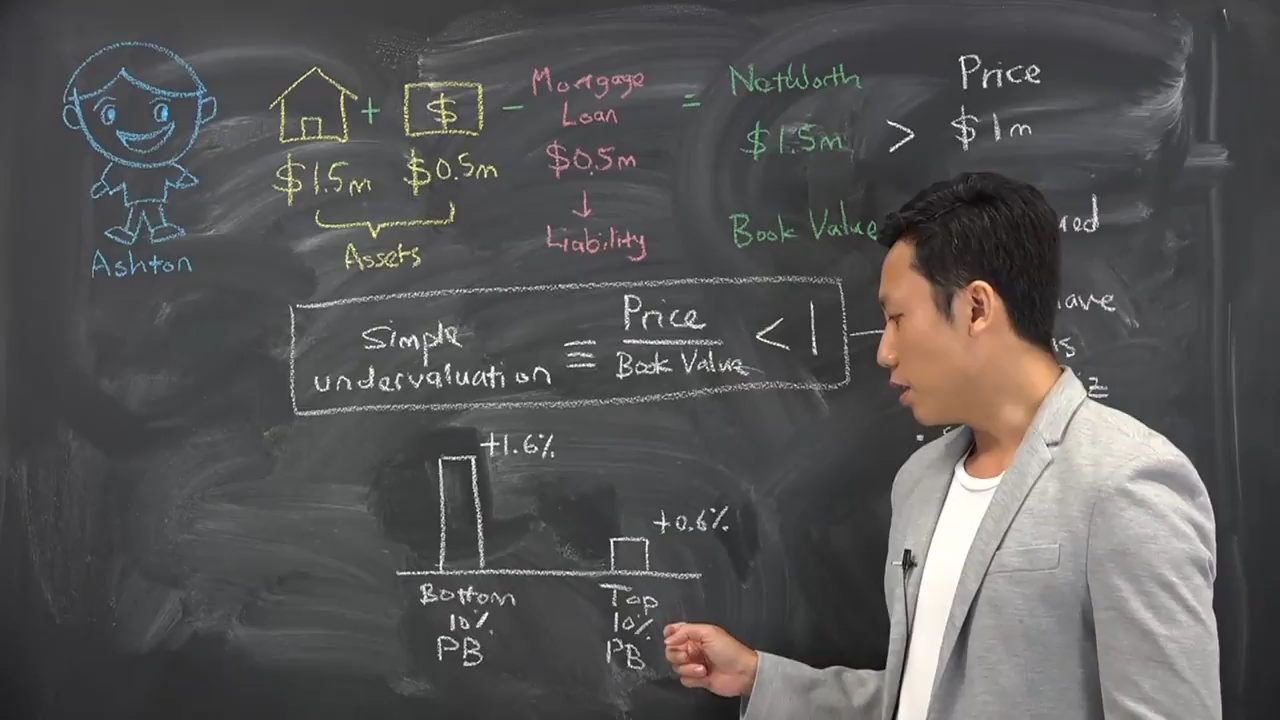 Ashton
+
$
-
Mortgage
Loan
=
NetWorth
Price
$1.5m
$0.5m
$0.5m
$1.5m
>
$1m
↓
Assets
Liability
Book Value
Simple
undervaluation
≡
Price
Book Value
< 1
+1.6%
+0.6%
Bottom
10%
PB
Top
10%
PB